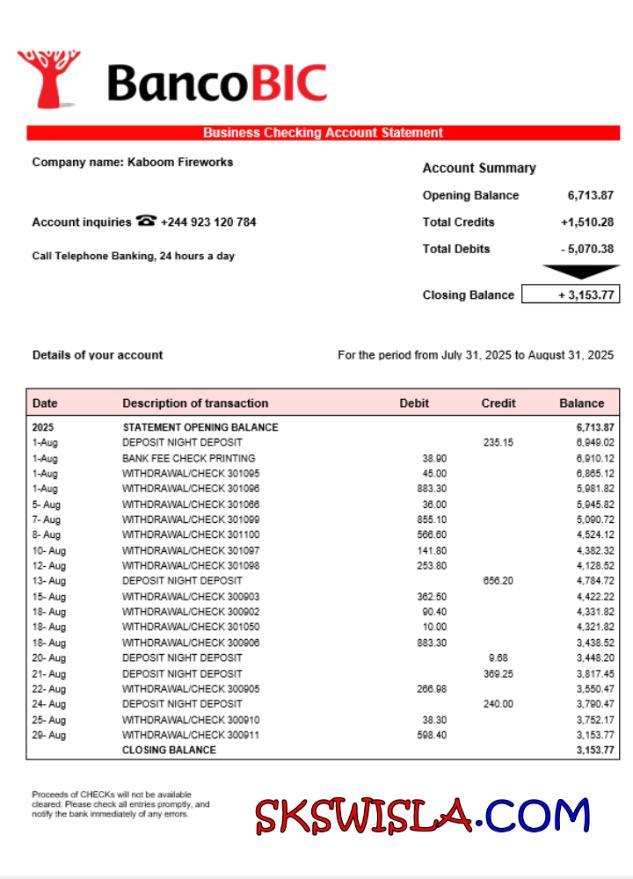 BancoBIC
Business Checking Account Statement
Company name: Kaboom Fireworks
Account inquiries ☎ +244 923 120 784
Call Telephone Banking, 24 hours a day
Account Summary
Opening Balance 6,713.87
Total Credits +1,510.28
Total Debits - 5,070.38
Closing Balance + 3,153.77
Details of your account For the period from July 31, 2025 to August 31, 2025
Date Description of transaction Debit Credit Balance
2025 STATEMENT OPENING BALANCE 6,713.87
1-Aug DEPOSIT NIGHT DEPOSIT 235.15 6,949.02
1-Aug BANK FEE CHECK PRINTING 38.90 6,910.12
1-Aug WITHDRAWAL/CHECK 301095 45.00 6,865.12
1-Aug WITHDRAWAL/CHECK 301096 883.30 5,981.82
5- Aug WITHDRAWAL/CHECK 301066 36.00 5,945.82
7- Aug WITHDRAWAL/CHECK 301099 855.10 5,090.72
8- Aug WITHDRAWAL/CHECK 301100 566.60 4,524.12
10- Aug WITHDRAWAL/CHECK 301097 141.80 4,382.32
12- Aug WITHDRAWAL/CHECK 301098 253.80 4,128.52
13- Aug DEPOSIT NIGHT DEPOSIT 656.20 4,784.72
15- Aug WITHDRAWAL/CHECK 300903 362.50 4,422.22
18- Aug WITHDRAWAL/CHECK 300902 90.40 4,331.82
18- Aug WITHDRAWAL/CHECK 301050 10.00 4,321.82
18- Aug WITHDRAWAL/CHECK 300906 883.30 3,438.52
20- Aug DEPOSIT NIGHT DEPOSIT 9.68 3,448.20
21- Aug DEPOSIT NIGHT DEPOSIT 369.25 3,817.45
22- Aug WITHDRAWAL/CHECK 300905 266.98 3,550.47
24- Aug DEPOSIT NIGHT DEPOSIT 240.00 3,790.47
25- Aug WITHDRAWAL/CHECK 300910 38.30 3,752.17
29- Aug WITHDRAWAL/CHECK 300911 598.40 3,153.77
CLOSING BALANCE 3,153.77
Proceeds of CHECKs will not be available
cleared. Please check all entries promptly, and
notify the bank immediately of any errors.
SKSWISLA.COM